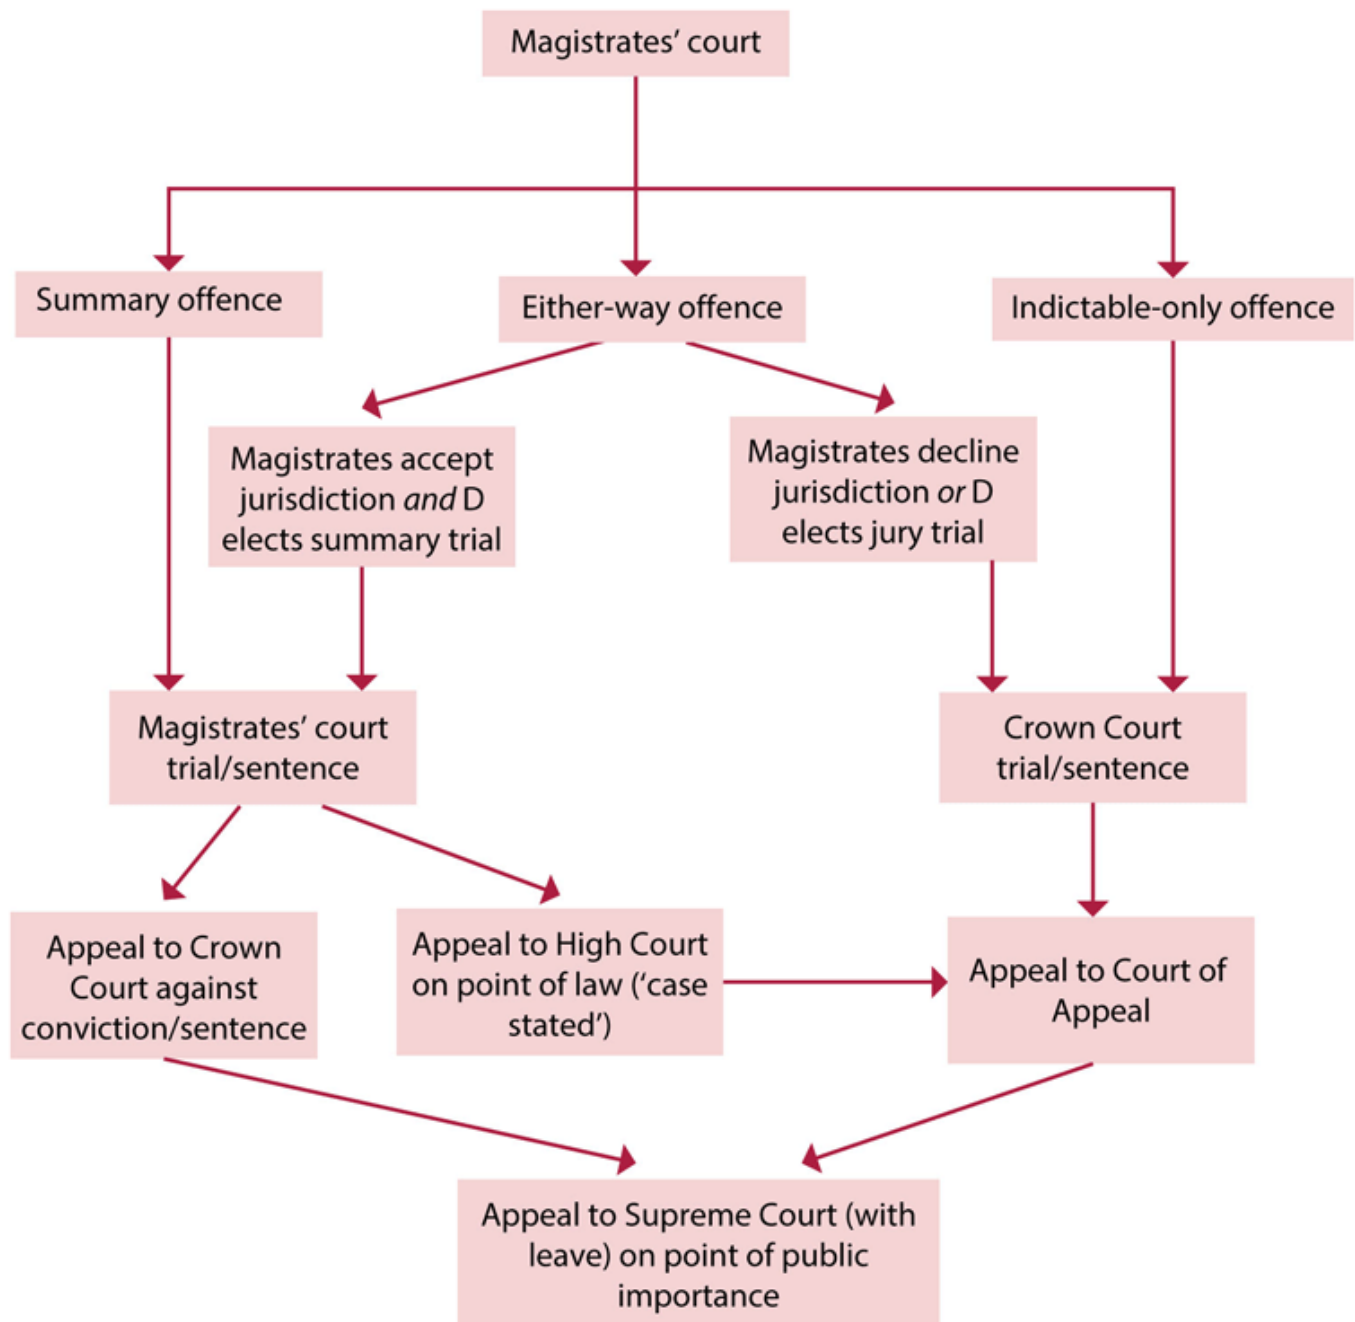 Magistrates’ court
Summary offence
Either-way offence
Indictable-only offence
Magistrates accept
jurisdiction and D
elects summary trial
Magistrates decline
jurisdiction or D
elects jury trial
Magistrates’ court
trial/sentence
Crown Court
trial/sentence
Appeal to Crown
Court against
conviction/sentence
Appeal to High Court
on point of law (‘case
stated’)
Appeal to Court of
Appeal
Appeal to Supreme Court (with
leave) on point of public
importance